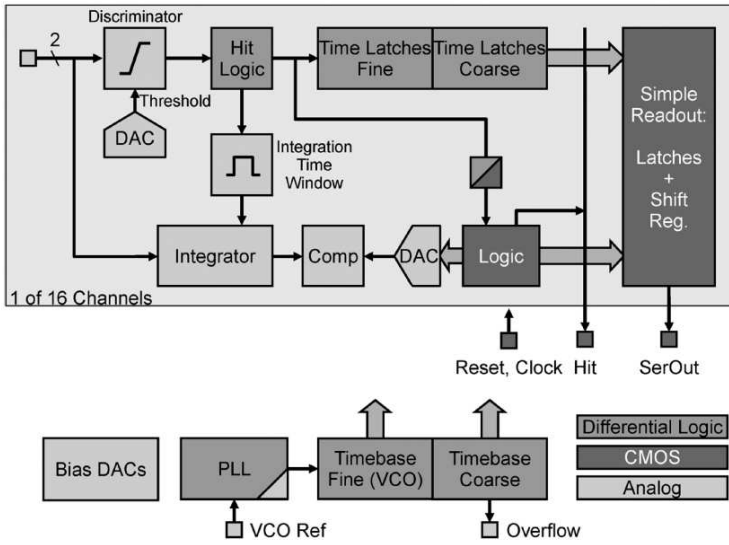 2
Discriminator
Hit
Logic
Time Latches
Fine
Time Latches
Coarse
Simple
Readout:
Latches
+
Shift
Reg.
Threshold
DAC
Integration
Time
Window
Integrator
Comp
DAC
Logic
1 of 16 Channels
Reset, Clock
Hit
SerOut
Bias DACs
PLL
Timebase
Fine (VCO)
Timebase
Coarse
Differential Logic
CMOS
Analog
VCO Ref
Overflow